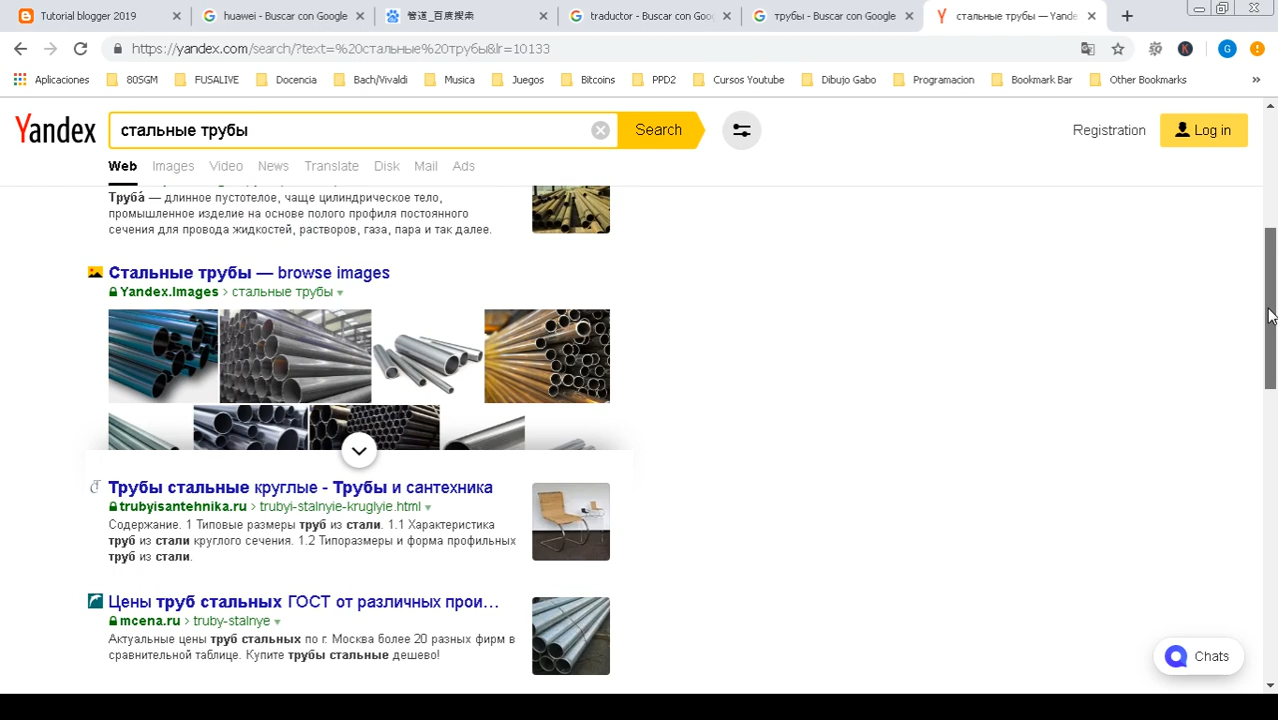 Tutorial blogger 2019
huawei - Buscar con Google
管道_百度搜索
traductor - Buscar con Goog
трубы - Buscar con Google
стальные трубы — Yande
https://yandex.com/search/?text=%20стальные%20трубы&lr=10133
Aplicaciones
80SGM
FUSALIVE
Docencia
Bach/Vivaldi
Musica
Juegos
Bitcoins
PPD2
Cursos Youtube
Dibujo Gabo
Programacion
Bookmark Bar
Other Bookmarks
Yandex
стальные трубы
Search
Registration
Log in
Web Images Video News Translate Disk Mail Ads
Труба́ — длинное пустотелое, чаще цилиндрическое тело,
промышленное изделие на основе полого профиля постоянного
сечения для провода жидкостей, растворов, газа, пара и так далее.
Стальные трубы — browse images
Yandex.Images > стальные трубы
Трубы стальные круглые - Трубы и сантехника
trubyisantehnika.ru > trubyi-stalnyie-kruglyie.html
Содержание. 1 Типовые размеры труб из стали. 1.1 Характеристика
труб из стали круглого сечения. 1.2 Типоразмеры и форма профильных
труб из стали.
Цены труб стальных ГОСТ от различных прои...
mcena.ru > truby-stalnye
Актуальные цены труб стальных по г. Москва более 20 разных фирм в
сравнительной таблице. Купите трубы стальные дешево!
Chats